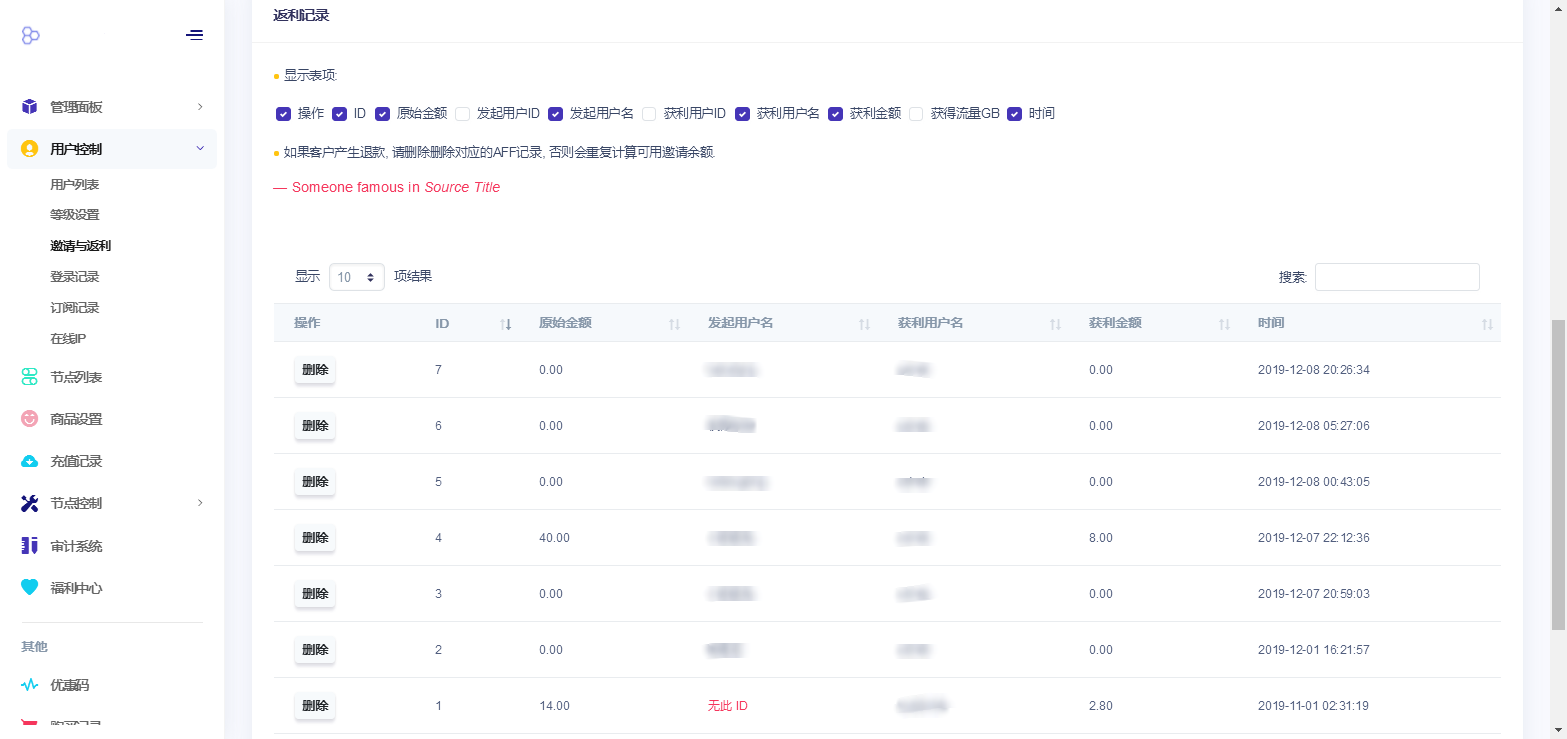 返利记录
管理面板
用户控制
用户列表
等级设置
邀请与返利
登录记录
订阅记录
在线IP
节点列表
商品设置
充值记录
节点控制
审计系统
福利中心
其他
优惠码
购买记录
显示表项:
操作 ID 原始金额 发起用户ID 发起用户名 获利用户ID 获利用户名 获利金额 获得流量GB 时间
如果客户产生退款, 请删除删除对应的AFF记录, 否则会重复计算可用邀请余额.
— Someone famous in Source Title
显示 10 项结果
搜索:
操作 ID 原始金额 发起用户名 获利用户名 获利金额 时间
删除 7 0.00 0.00 2019-12-08 20:26:34
删除 6 0.00 0.00 2019-12-08 05:27:06
删除 5 0.00 0.00 2019-12-08 00:43:05
删除 4 40.00 8.00 2019-12-07 22:12:36
删除 3 0.00 0.00 2019-12-07 20:59:03
删除 2 0.00 0.00 2019-12-01 16:21:57
删除 1 14.00 无此 ID 2.80 2019-11-01 02:31:19